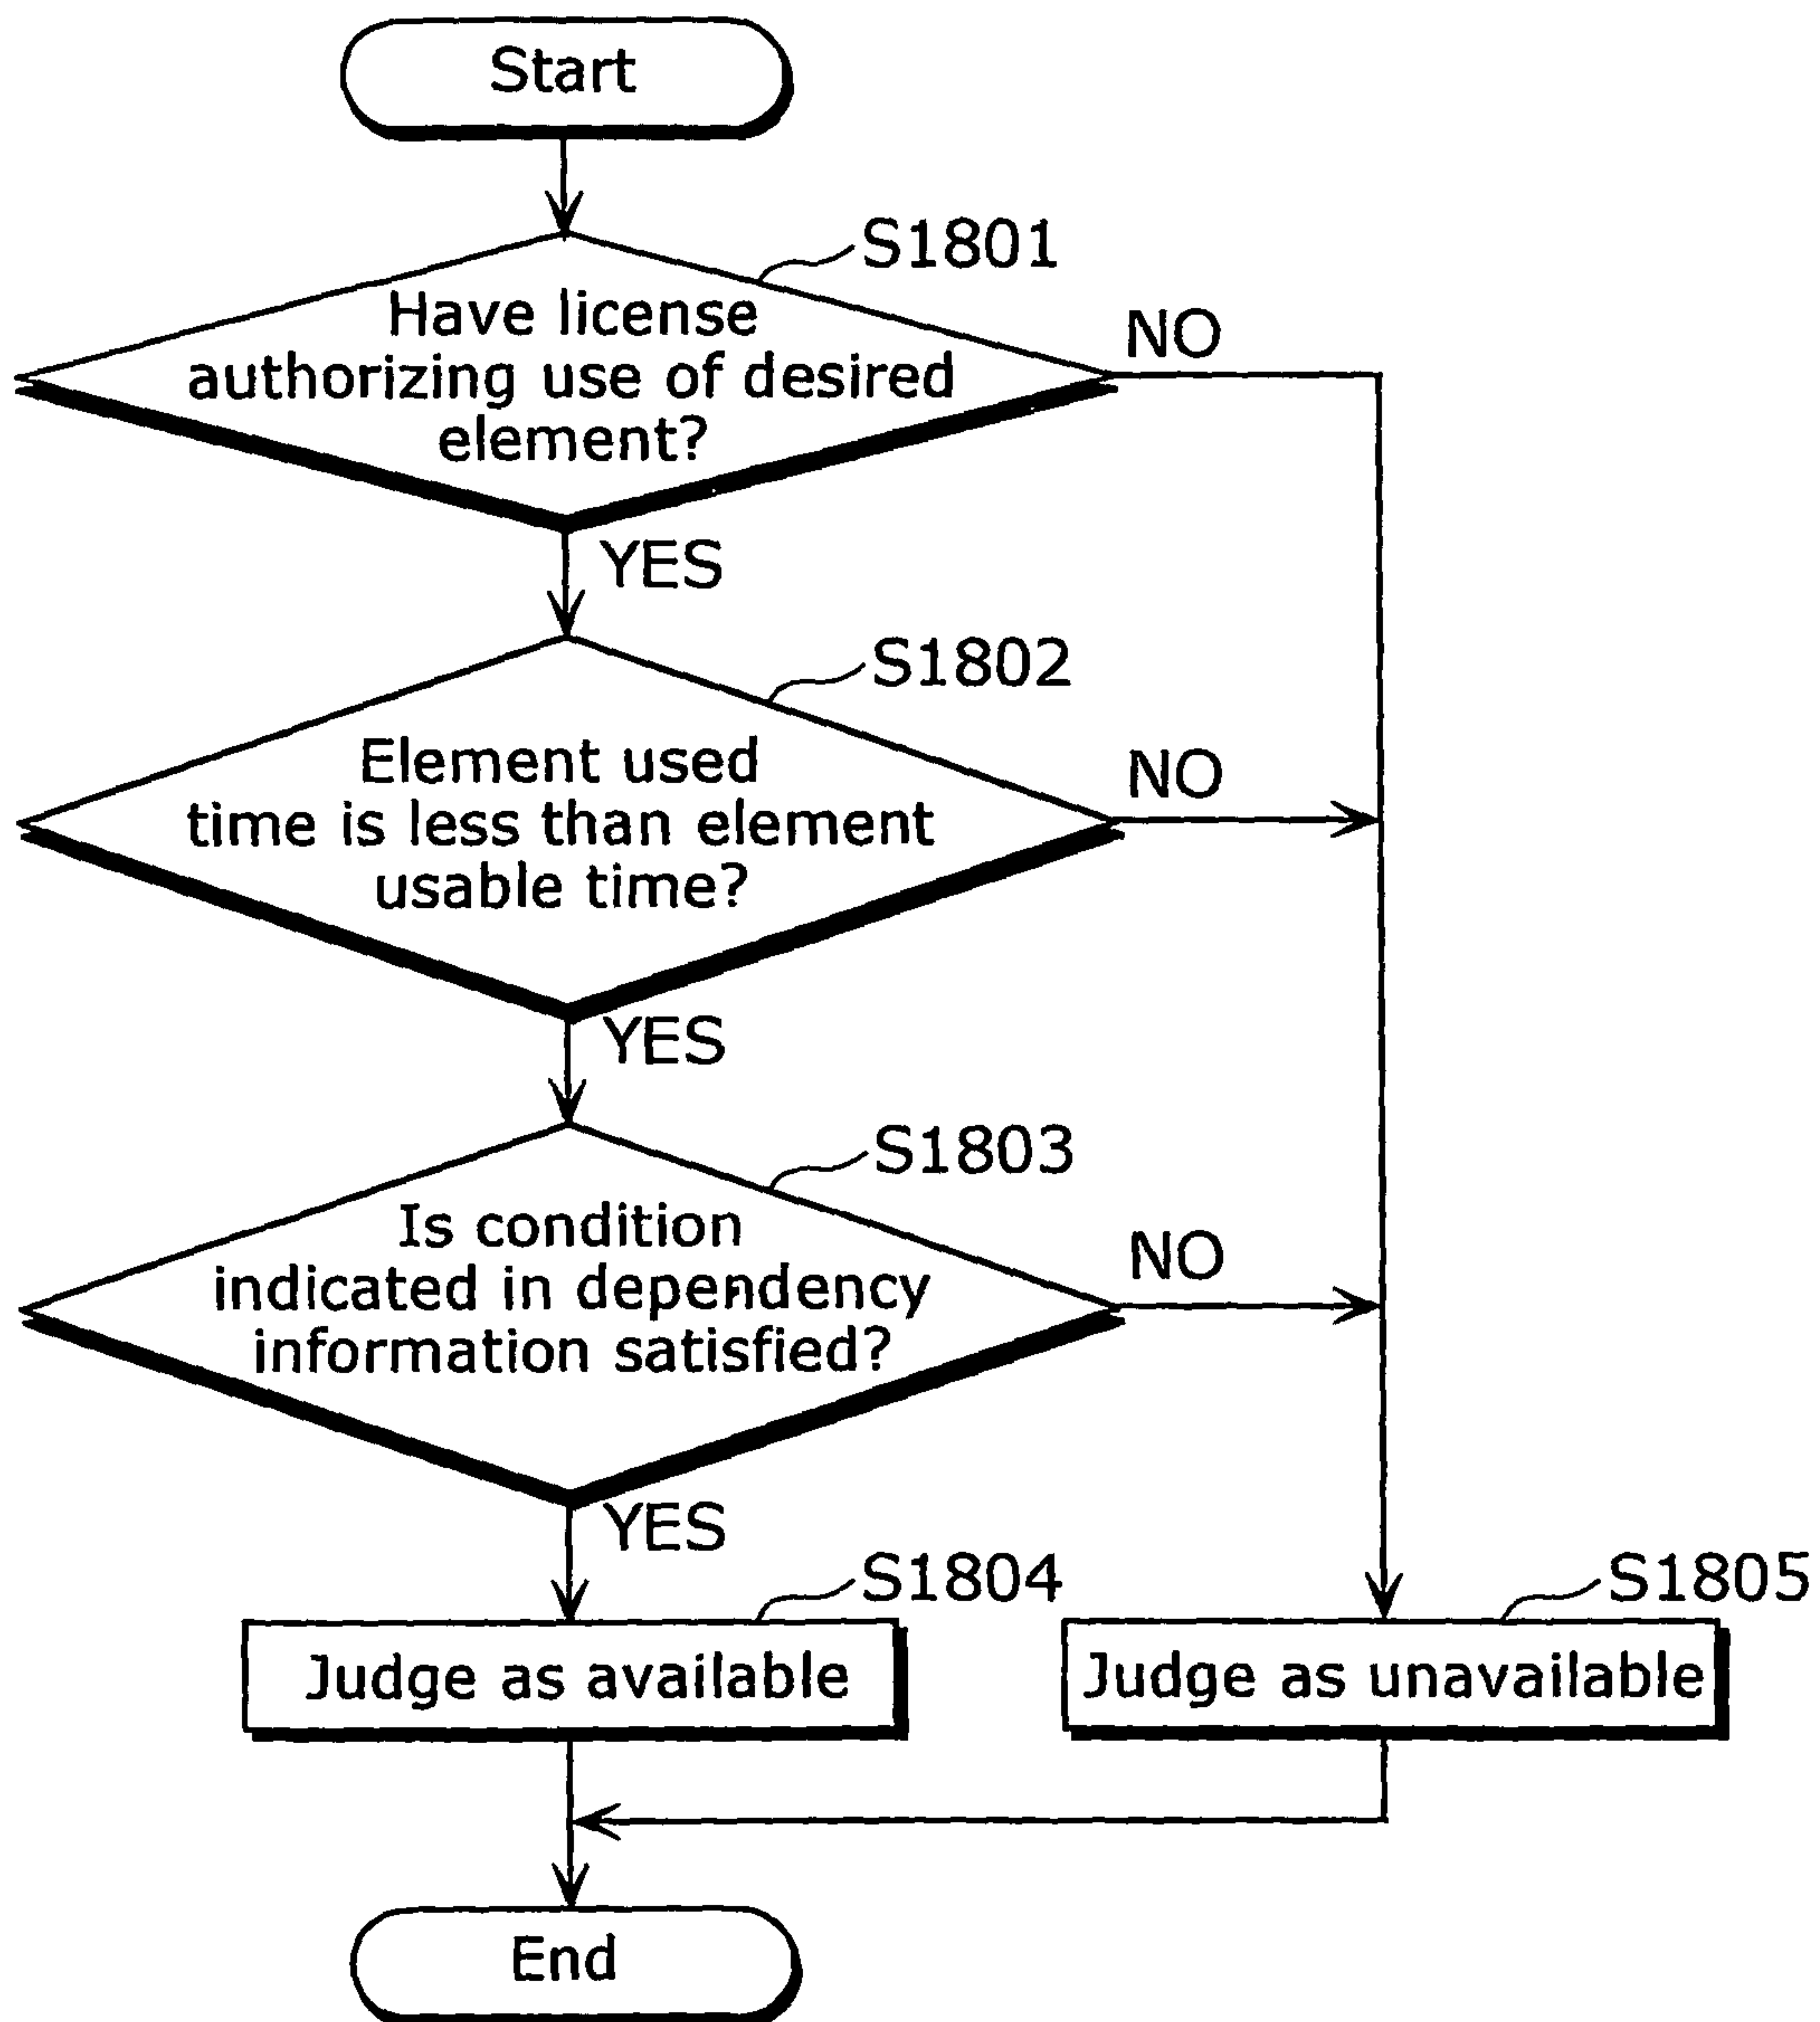 Start
S1801
Have license
authorizing use of desired
element?
NO
YES
S1802
Element used
time is less than element
usable time?
NO
YES
S1803
Is condition
indicated in dependency
information satisfied?
NO
YES
S1804
Judge as available
S1805
Judge as unavailable
End